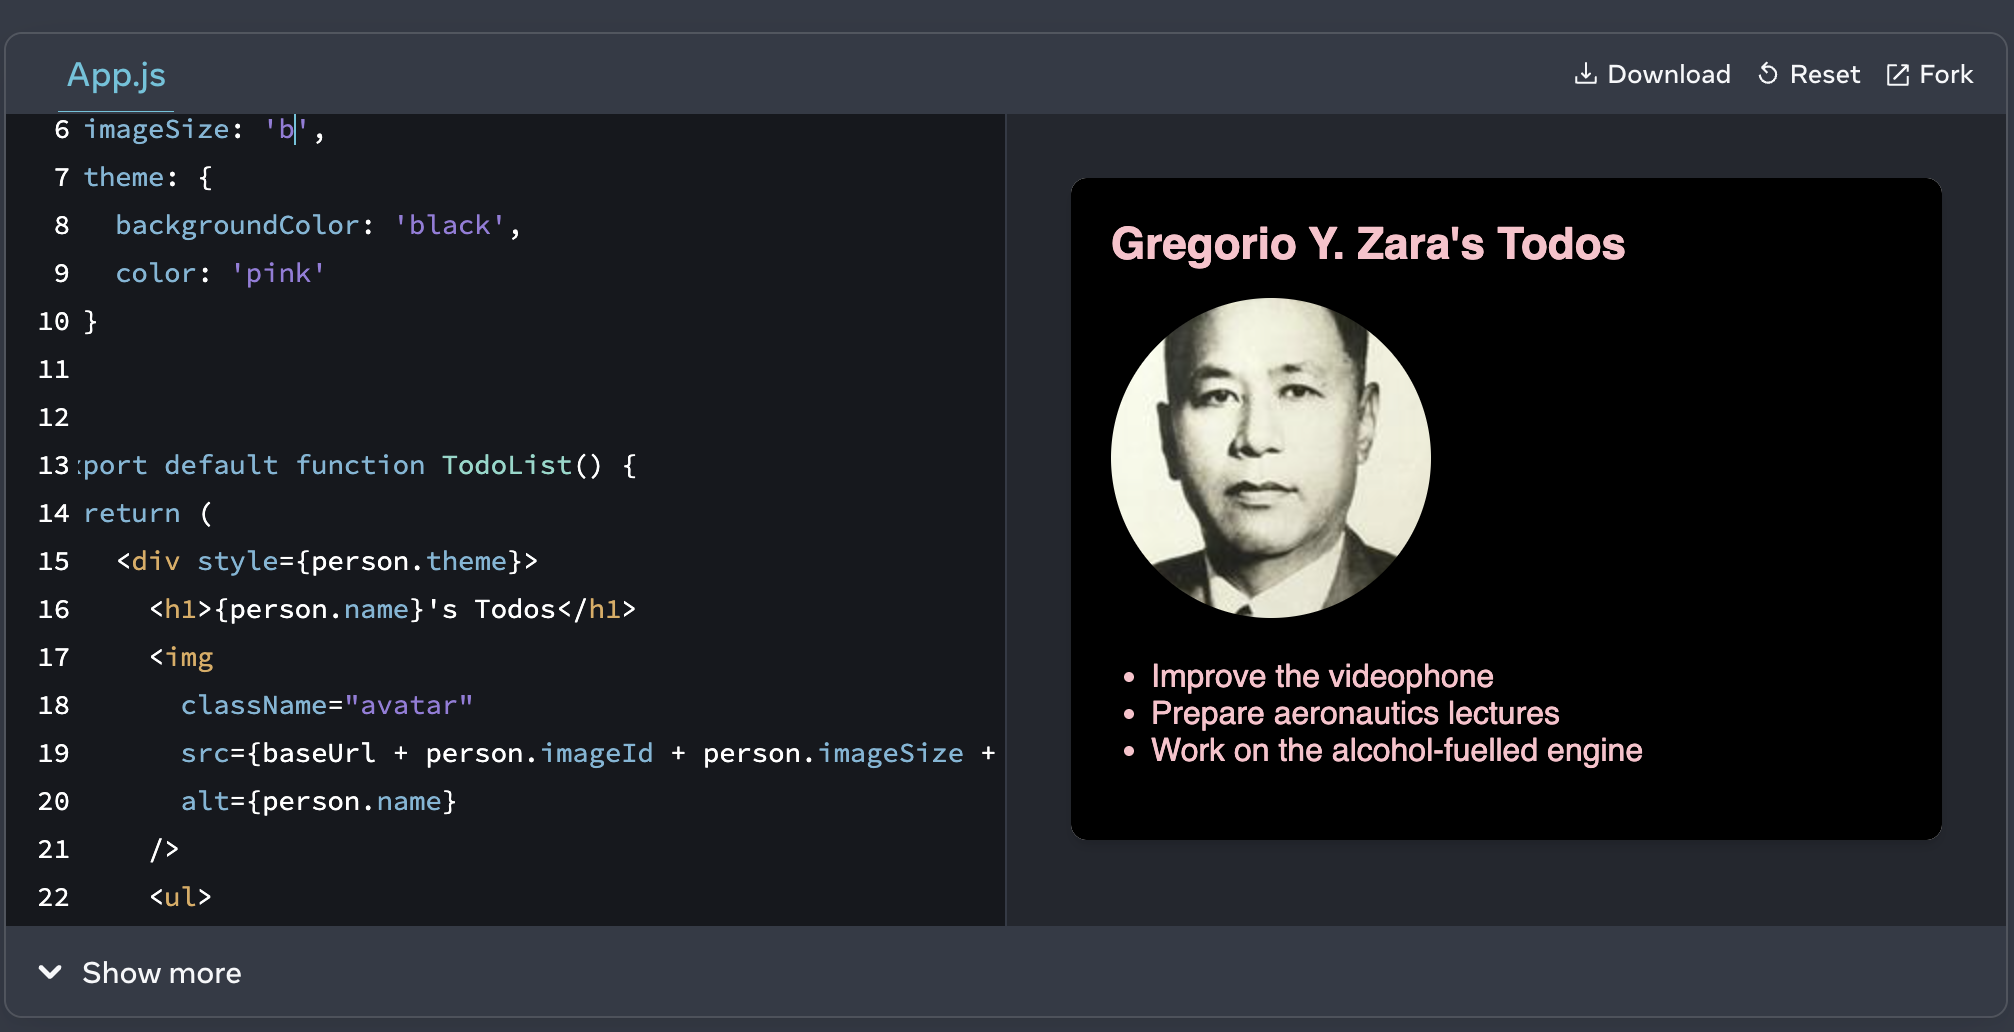 App.js
Download Reset Fork
6 imageSize: 'b',
7 theme: {
8 backgroundColor: 'black',
9 color: 'pink'
10 }
11
12
13 port default function TodoList() {
14 return (
15 <div style={person.theme}>
16 <h1>{person.name}'s Todos</h1>
17 <img
18 className="avatar"
19 src={baseUrl + person.imageId + person.imageSize +
20 alt={person.name}
21 />
22 <ul>
Show more
Gregorio Y. Zara's Todos
• Improve the videophone
• Prepare aeronautics lectures
• Work on the alcohol-fuelled engine